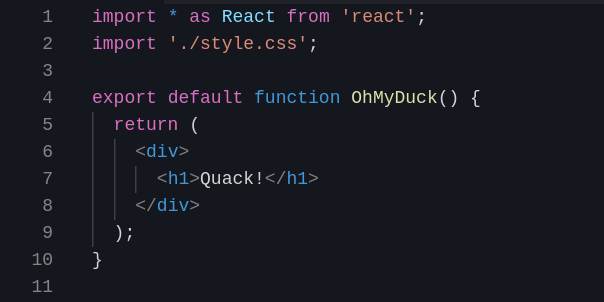 1 import * as React from 'react';
2 import './style.css';
3
4 export default function OhMyDuck() {
5   return (
6     <div>
7       <h1>Quack!</h1>
8     </div>
9   );
10 }
11